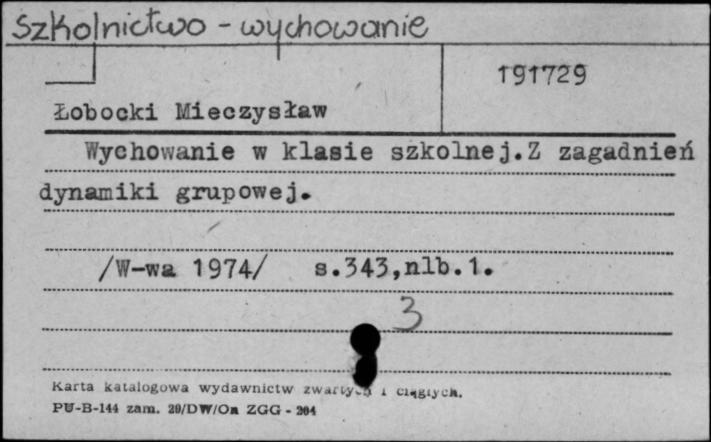 Szkolnictwo - wychowanie
191729
Łobocki Mieczysław
Wychowanie w klasie szkolnej.Z zagadnień
dynamiki grupowej.
/W-wa 1974/ s.343,nlb.1.
3
Karta katalogowa wydawnictw zwartych i ciągłych.
PU-B-144 zam. 29/DW/Oa ZGG - 204